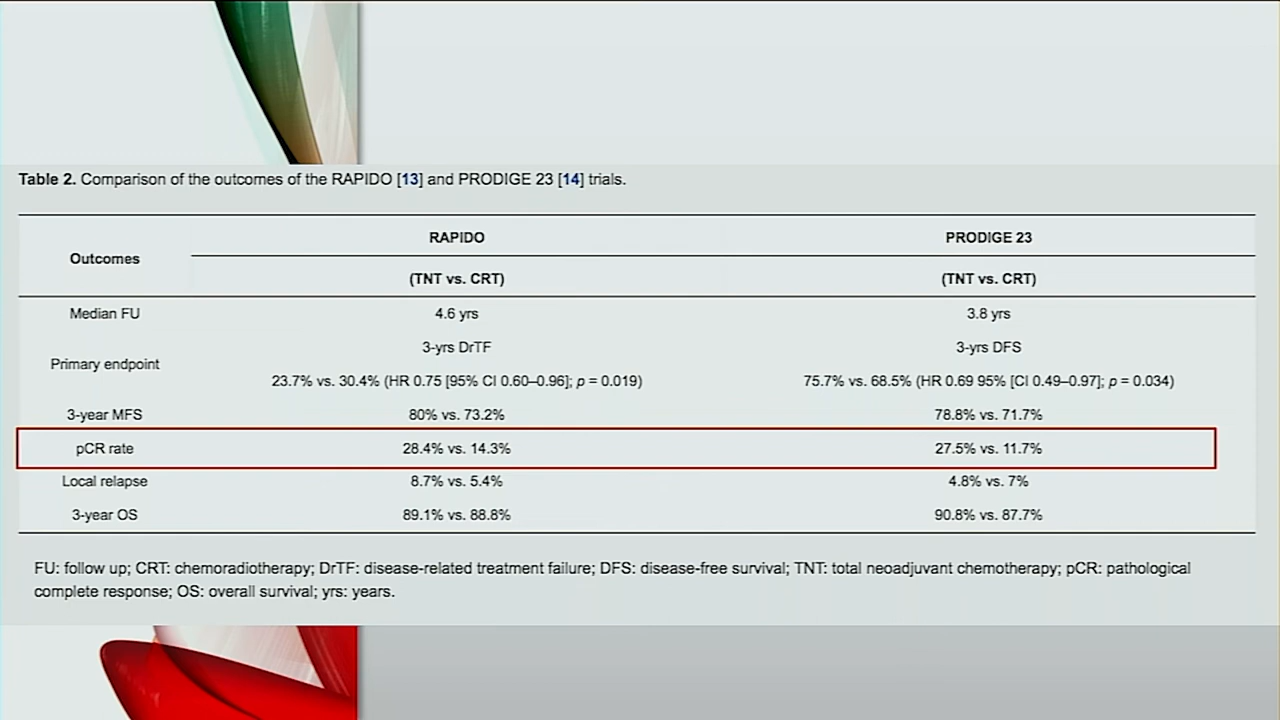 Table 2. Comparison of the outcomes of the RAPIDO [13] and PRODIGE 23 [14] trials.
Outcomes RAPIDO PRODIGE 23
(TNT vs. CRT) (TNT vs. CRT)
Median FU 4.6 yrs 3.8 yrs
Primary endpoint 3-yrs DrTF 3-yrs DFS
23.7% vs. 30.4% (HR 0.75 [95% CI 0.60–0.96]; p = 0.019) 75.7% vs. 68.5% (HR 0.69 95% [CI 0.49–0.97]; p = 0.034)
3-year MFS 80% vs. 73.2% 78.8% vs. 71.7%
pCR rate 28.4% vs. 14.3% 27.5% vs. 11.7%
Local relapse 8.7% vs. 5.4% 4.8% vs. 7%
3-year OS 89.1% vs. 88.8% 90.8% vs. 87.7%
FU: follow up; CRT: chemoradiotherapy; DrTF: disease-related treatment failure; DFS: disease-free survival; TNT: total neoadjuvant chemotherapy; pCR: pathological
complete response; OS: overall survival; yrs: years.